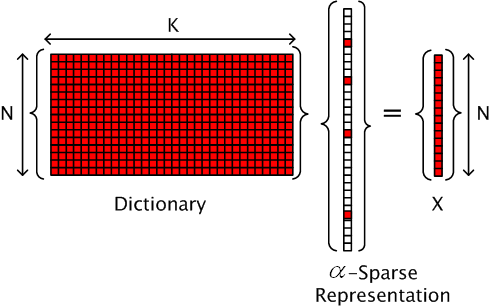 K
N
=
N
Dictionary
X
α-Sparse
Representation